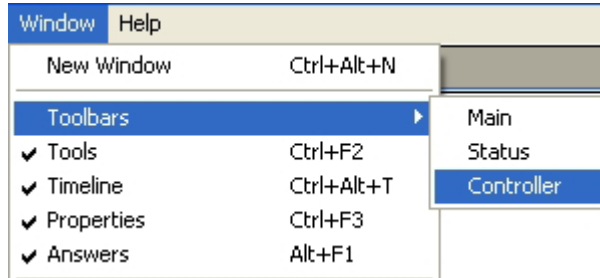 Window Help
New Window Ctrl+Alt+N
Toolbars
Main
Tools Ctrl+F2
Status
Timeline Ctrl+Alt+T
Controller
Properties Ctrl+F3
Answers Alt+F1